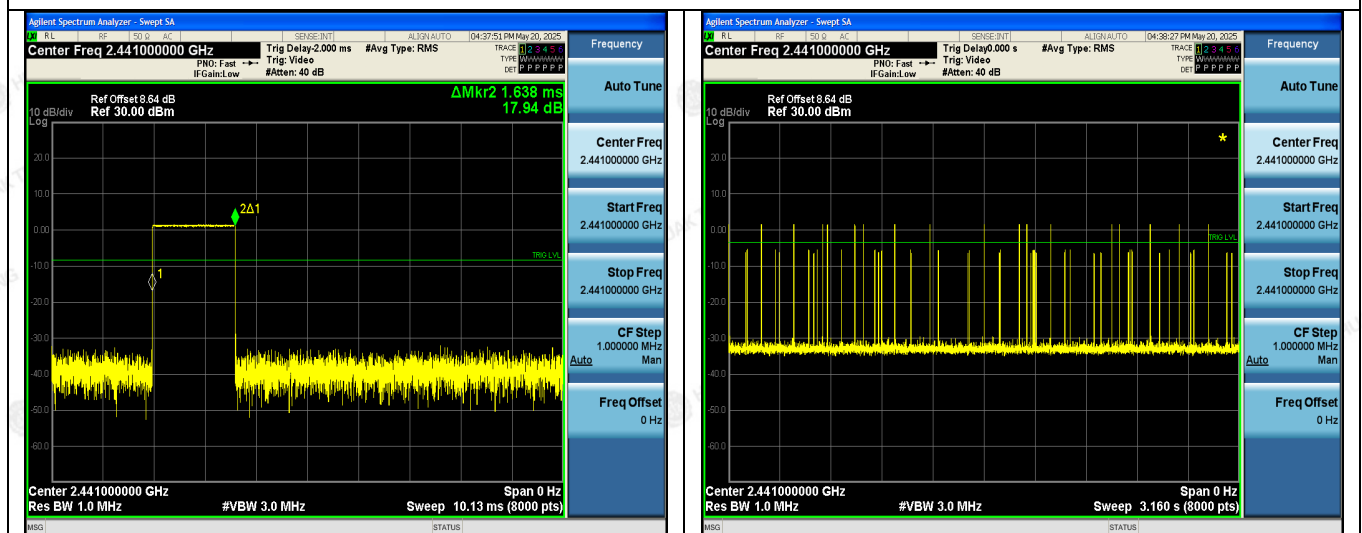 Agilent Spectrum Analyzer - Swept SA
LXI RL RF 50 Ω AC SENSE:INT ALIGN AUTO 04:37:51 PM May 20, 2025
Center Freq 2.441000000 GHz
PNO: Fast
IFGain:Low
Trig Delay-2.000 ms
Trig: Video
#Atten: 40 dB
#Avg Type: RMS
TRACE 1 2 3 4 5 6
TYPE WWWWWW
DET P P P P P P
ΔMkr2 1.638 ms
17.94 dB
Ref Offset 8.64 dB
10 dB/div Ref 30.00 dBm
Log
20.0
10.0
0.00
-10.0
-20.0
-30.0
-40.0
-50.0
-60.0
2Δ1
TRIG LVL
1
Center 2.441000000 GHz Span 0 Hz
Res BW 1.0 MHz #VBW 3.0 MHz Sweep 10.13 ms (8000 pts)
MSG STATUS
Frequency
Auto Tune
Center Freq
2.441000000 GHz
Start Freq
2.441000000 GHz
Stop Freq
2.441000000 GHz
CF Step
1.000000 MHz
Auto Man
Freq Offset
0 Hz
Agilent Spectrum Analyzer - Swept SA
LXI RL RF 50 Ω AC SENSE:INT ALIGN AUTO 04:38:27 PM May 20, 2025
Center Freq 2.441000000 GHz
PNO: Fast
IFGain:Low
Trig Delay0.000 s
Trig: Video
#Atten: 40 dB
#Avg Type: RMS
TRACE 1 2 3 4 5 6
TYPE WWWWWW
DET P P P P P P
Ref Offset 8.64 dB
10 dB/div Ref 30.00 dBm
Log
*
20.0
10.0
0.00
-10.0
-20.0
-30.0
-40.0
-50.0
-60.0
TRIG LVL
Center 2.441000000 GHz Span 0 Hz
Res BW 1.0 MHz #VBW 3.0 MHz Sweep 3.160 s (8000 pts)
MSG STATUS
Frequency
Auto Tune
Center Freq
2.441000000 GHz
Start Freq
2.441000000 GHz
Stop Freq
2.441000000 GHz
CF Step
1.000000 MHz
Auto Man
Freq Offset
0 Hz